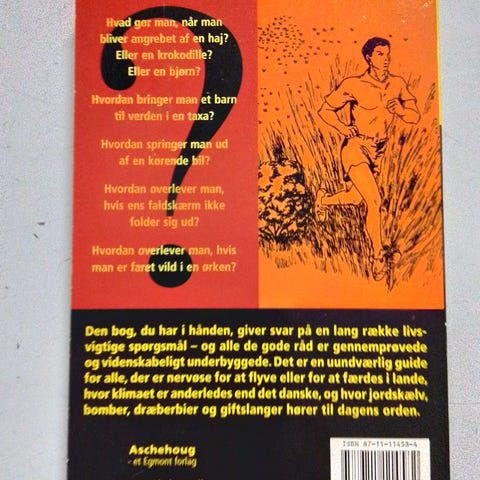 Hvad gør man, når man
bliver angrebet af en haj?
Eller en krokodille?
Eller en bjørn?
Hvordan bringer man et barn
til verden i en taxa?
Hvordan springer man ud
af en kørende bil?
Hvordan overlever man,
hvis ens faldskærm ikke
folder sig ud?
Hvordan overlever man, hvis
man er faret vild i en ørken?
Den bog, du har i hånden, giver svar på en lang række livs-
vigtige spørgsmål – og alle de gode råd er gennemprøvede
og videnskabeligt underbyggede. Det er en uundværlig guide
for alle, der er nervøse for at flyve eller for at færdes i lande,
hvor klimaet er anderledes end det danske, og hvor jordskælv,
bomber, dræberbier og giftslanger hører til dagens orden.
Aschehoug
- et Egmont forlag
ISBN 87-11-11458-4